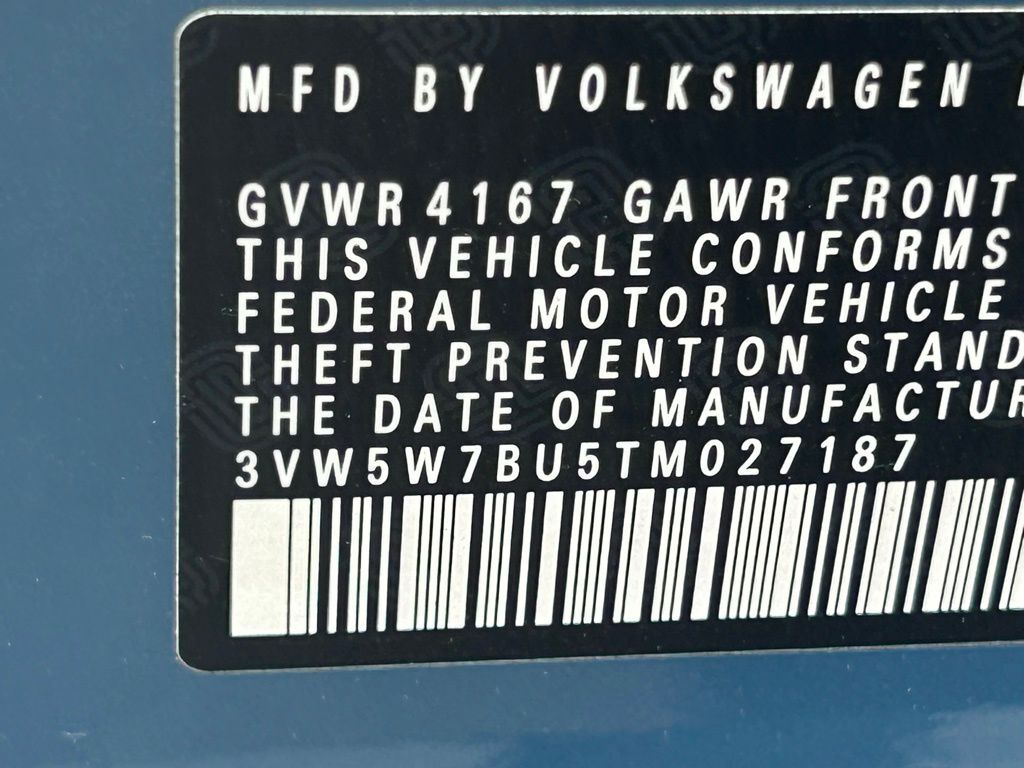 MFD BY VOLKSWAGEN
GVWR 4167 GAWR FRONT
THIS VEHICLE CONFORMS
FEDERAL MOTOR VEHICLE
THEFT PREVENTION STAND
THE DATE OF MANUFACTUR
3VW5W7BU5TM027187